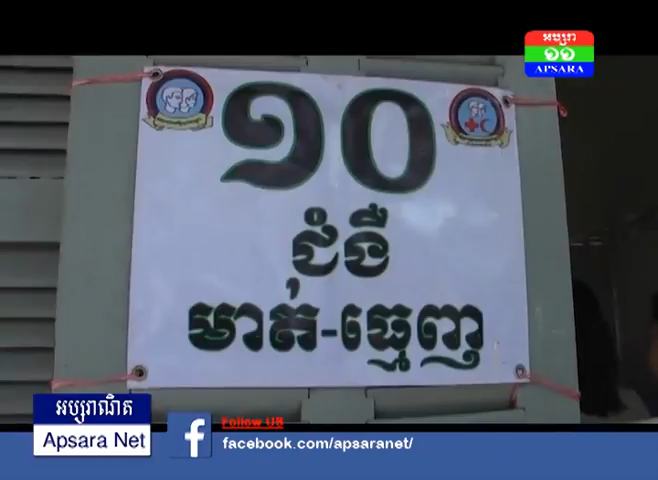 អប្សរា
១១
APSARA
១០
ជំងឺ
មាត់-ធ្មេញ
អប្សរាណិត
Apsara Net
Follow US
facebook.com/apsaranet/